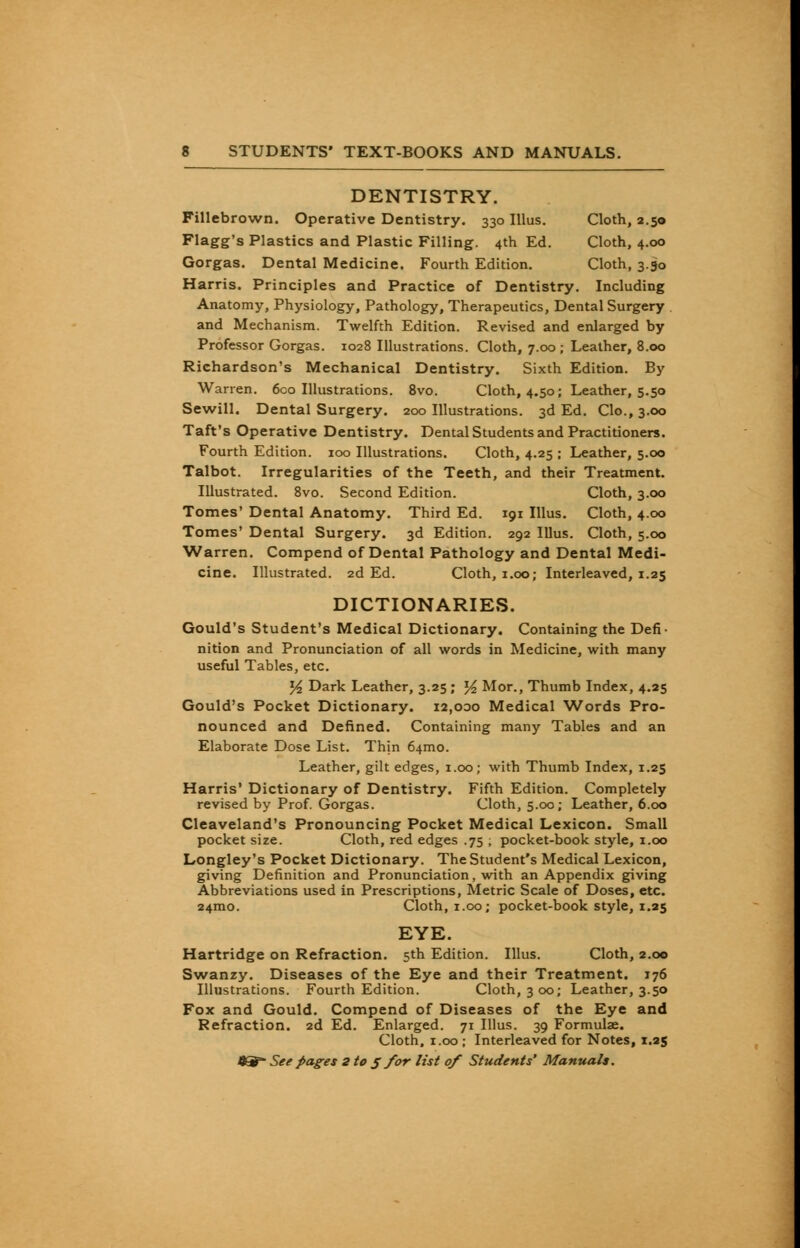 8 STUDENTS' TEXT-BOOKS AND MANUALS.
DENTISTRY.
Fillebrown. Operative Dentistry. 330 Illus. Cloth, 2.50
Flagg's Plastics and Plastic Filling. 4th Ed. Cloth, 4.00
Gorgas. Dental Medicine. Fourth Edition. Cloth, 3.50
Harris. Principles and Practice of Dentistry. Including
Anatomy, Physiology, Pathology, Therapeutics, Dental Surgery
and Mechanism. Twelfth Edition. Revised and enlarged by
Professor Gorgas. 1028 Illustrations. Cloth, 7.00; Leather, 8.00
Richardson's Mechanical Dentistry. Sixth Edition. By
Warren. 600 Illustrations. 8vo. Cloth, 4.50; Leather, 5.50
Sewill. Dental Surgery. 200 Illustrations. 3d Ed. Clo., 3.00
Taft's Operative Dentistry. Dental Students and Practitioners.
Fourth Edition. 100 Illustrations. Cloth, 4.25; Leather, 5.00
Talbot. Irregularities of the Teeth, and their Treatment.
Illustrated. 8vo. Second Edition. Cloth, 3.00
Tomes' Dental Anatomy. Third Ed. 191 Illus. Cloth, 4.00
Tomes' Dental Surgery. 3d Edition. 292 Illus. Cloth, 5.00
Warren. Compend of Dental Pathology and Dental Medi-
cine. Illustrated. 2d Ed. Cloth, 1.00; Interleaved, 1.25
DICTIONARIES.
Gould's Student's Medical Dictionary. Containing the Defi-
nition and Pronunciation of all words in Medicine, with many
useful Tables, etc.
½ Dark Leather, 3.25; ½ Mor., Thumb Index, 4.25
Gould's Pocket Dictionary. 12,000 Medical Words Pro-
nounced and Defined. Containing many Tables and an
Elaborate Dose List. Thin 64mo.
Leather, gilt edges, 1.00; with Thumb Index, 1.25
Harris' Dictionary of Dentistry. Fifth Edition. Completely
revised by Prof. Gorgas. Cloth, 5.00; Leather, 6.00
Cleaveland's Pronouncing Pocket Medical Lexicon. Small
pocket size. Cloth, red edges .75; pocket-book style, 1.00
Longley's Pocket Dictionary. The Student's Medical Lexicon,
giving Definition and Pronunciation, with an Appendix giving
Abbreviations used in Prescriptions, Metric Scale of Doses, etc.
24mo. Cloth, 1.00; pocket-book style, 1.25
EYE.
Hartridge on Refraction. 5th Edition. Illus. Cloth, 2.00
Swanzy. Diseases of the Eye and their Treatment. 176
Illustrations. Fourth Edition. Cloth, 3 00; Leather, 3.50
Fox and Gould. Compend of Diseases of the Eye and
Refraction. 2d Ed. Enlarged. 71 Illus. 39 Formulæ.
Cloth, 1.00; Interleaved for Notes, 1.25
☞ See pages 2 to 5 for list of Students' Manuals.